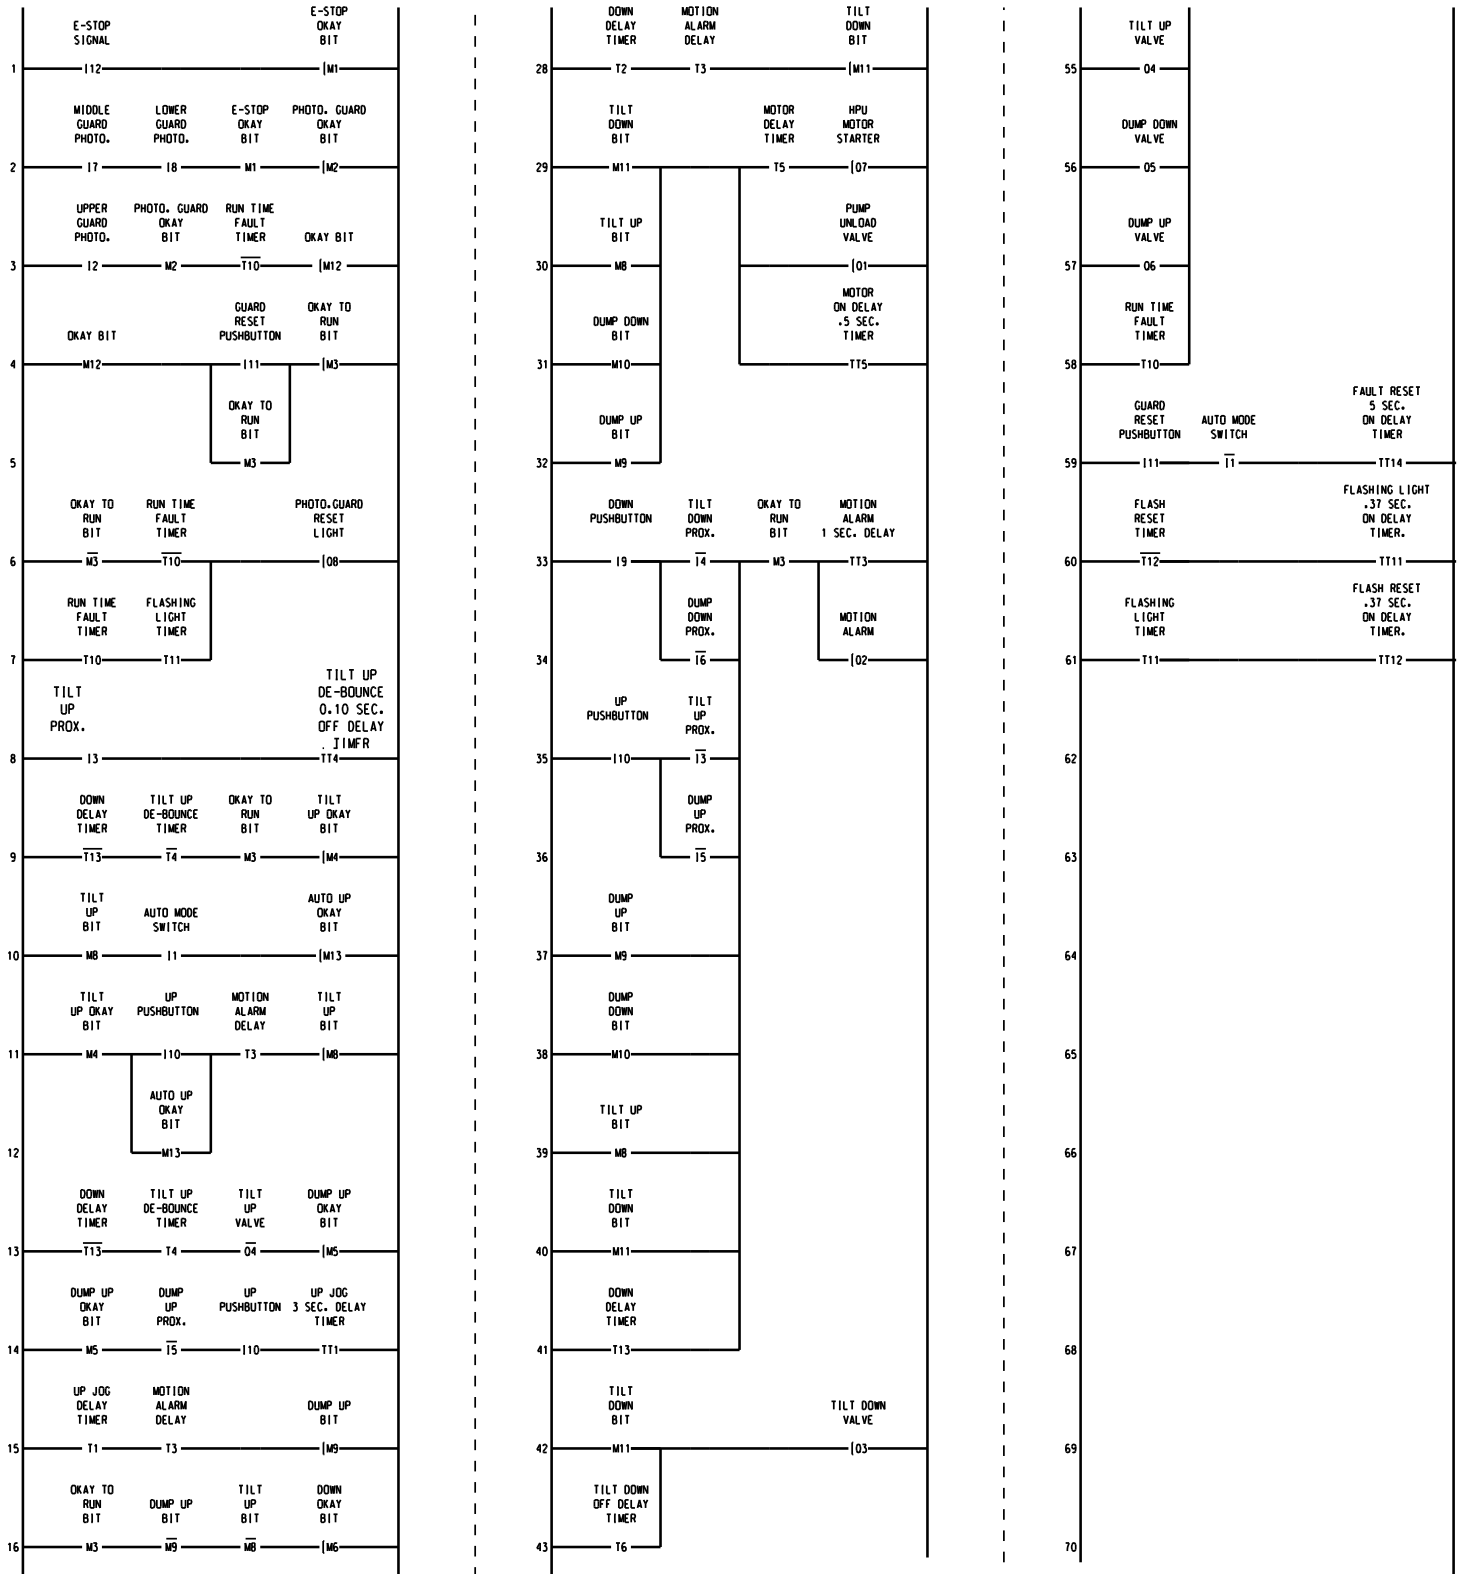 E-STOP
SIGNAL
E-STOP
OKAY
BIT
1 I12 (M1
MIDDLE
GUARD
PHOTO.
LOWER
GUARD
PHOTO.
E-STOP
OKAY
BIT
PHOTO. GUARD
OKAY
BIT
2 I7 I8 M1 (M2
UPPER
GUARD
PHOTO.
PHOTO. GUARD
OKAY
BIT
RUN TIME
FAULT
TIMER
OKAY BIT
3 I2 M2 T10 (M12
OKAY BIT
GUARD
RESET
PUSHBUTTON
OKAY TO
RUN
BIT
4 M12 I11 (M3
OKAY TO
RUN
BIT
5 M3
OKAY TO
RUN
BIT
RUN TIME
FAULT
TIMER
PHOTO.GUARD
RESET
LIGHT
6 M3 T10 (O8
RUN TIME
FAULT
TIMER
FLASHING
LIGHT
TIMER
7 T10 T11
TILT
UP
PROX.
TILT UP
DE-BOUNCE
0.10 SEC.
OFF DELAY
TIMER
8 I3 TT4
DOWN
DELAY
TIMER
TILT UP
DE-BOUNCE
TIMER
OKAY TO
RUN
BIT
TILT
UP OKAY
BIT
9 T13 T4 M3 (M4
TILT
UP
BIT
AUTO MODE
SWITCH
AUTO UP
OKAY
BIT
10 M8 I1 (M13
TILT
UP OKAY
BIT
UP
PUSHBUTTON
MOTION
ALARM
DELAY
TILT
UP
BIT
11 M4 I10 T3 (M8
AUTO UP
OKAY
BIT
12 M13
DOWN
DELAY
TIMER
TILT UP
DE-BOUNCE
TIMER
TILT
UP
VALVE
DUMP UP
OKAY
BIT
13 T13 T4 O4 (M5
DUMP UP
OKAY
BIT
DUMP
UP
PROX.
UP
PUSHBUTTON
UP JOG
3 SEC. DELAY
TIMER
14 M5 I5 I10 TT1
UP JOG
DELAY
TIMER
MOTION
ALARM
DELAY
DUMP UP
BIT
15 T1 T3 (M9
OKAY TO
RUN
BIT
DUMP UP
BIT
TILT
UP
BIT
DOWN
OKAY
BIT
16 M3 M9 M8 (M6
DOWN
DELAY
TIMER
MOTION
ALARM
DELAY
TILT
DOWN
BIT
28 T2 T3 (M11
TILT
DOWN
BIT
MOTOR
DELAY
TIMER
HPU
MOTOR
STARTER
29 M11 T5 (O7
TILT UP
BIT
PUMP
UNLOAD
VALVE
30 M8 (O1
DUMP DOWN
BIT
MOTOR
ON DELAY
.5 SEC.
TIMER
31 M10 TT5
DUMP UP
BIT
32 M9
DOWN
PUSHBUTTON
TILT
DOWN
PROX.
OKAY TO
RUN
BIT
MOTION
ALARM
1 SEC. DELAY
33 I9 I4 M3 TT3
DUMP
DOWN
PROX.
MOTION
ALARM
34 I6 (O2
UP
PUSHBUTTON
TILT
UP
PROX.
35 I10 I3
DUMP
UP
PROX.
36 I5
DUMP
UP
BIT
37 M9
DUMP
DOWN
BIT
38 M10
TILT UP
BIT
39 M8
TILT
DOWN
BIT
40 M11
DOWN
DELAY
TIMER
41 T13
TILT
DOWN
BIT
TILT DOWN
VALVE
42 M11 (O3
TILT DOWN
OFF DELAY
TIMER
43 T6
TILT UP
VALVE
55 O4
DUMP DOWN
VALVE
56 O5
DUMP UP
VALVE
57 O6
RUN TIME
FAULT
TIMER
58 T10
GUARD
RESET
PUSHBUTTON
AUTO MODE
SWITCH
FAULT RESET
5 SEC.
ON DELAY
TIMER
59 I11 I1 TT14
FLASH
RESET
TIMER
FLASHING LIGHT
.37 SEC.
ON DELAY
TIMER.
60 T12 TT11
FLASHING
LIGHT
TIMER
FLASH RESET
.37 SEC.
ON DELAY
TIMER.
61 T11 TT12
62
63
64
65
66
67
68
69
70